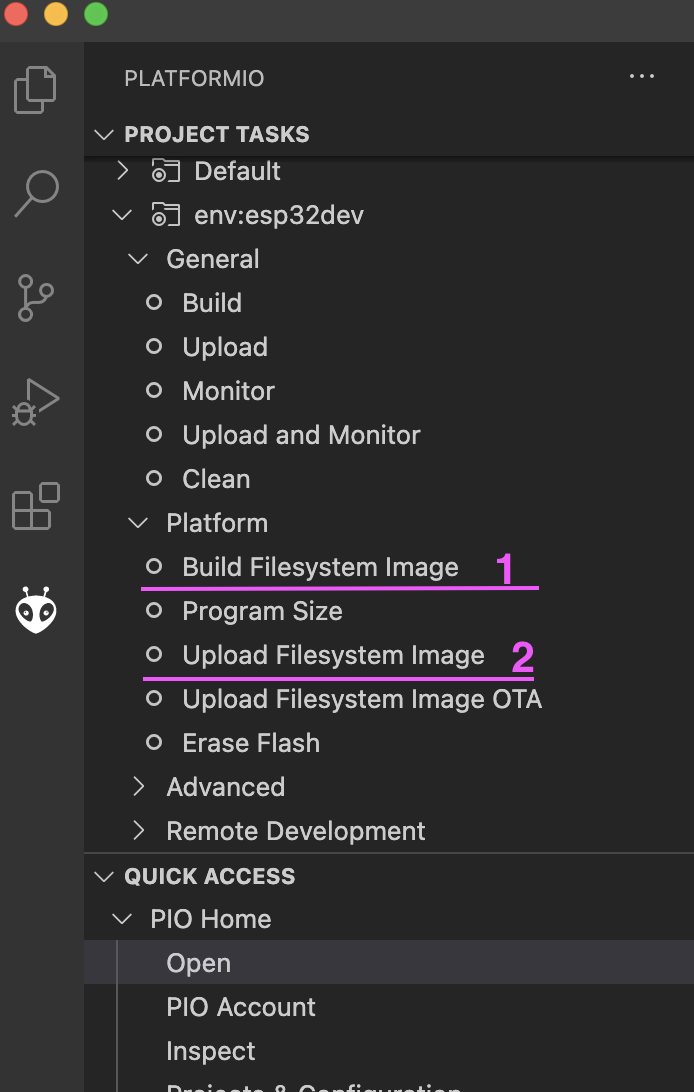 PLATFORMIO
PROJECT TASKS
Default
env:esp32dev
General
Build
Upload
Monitor
Upload and Monitor
Clean
Platform
Build Filesystem Image 1
Program Size
Upload Filesystem Image 2
Upload Filesystem Image OTA
Erase Flash
Advanced
Remote Development
QUICK ACCESS
PIO Home
Open
PIO Account
Inspect
Projects & Configuration